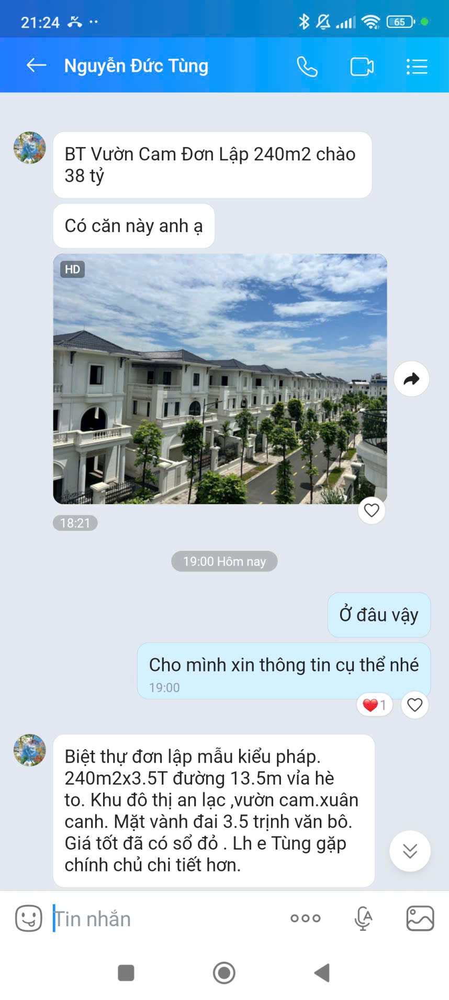 21:24
65
Nguyễn Đức Tùng
BT Vườn Cam Đơn Lập 240m2 chào
38 tỷ
Có căn này anh ạ
HD
18:21
19:00 Hôm nay
Ở đâu vậy
Cho mình xin thông tin cụ thể nhé
19:00
1
Biệt thự đơn lập mẫu kiểu pháp.
240m2x3.5T đường 13.5m vỉa hè
to. Khu đô thị an lạc ,vườn cam.xuân
canh. Mặt vành đai 3.5 trịnh văn bô.
Giá tốt đã có sổ đỏ . Lh e Tùng gặp
chính chủ chi tiết hơn.
Tin nhắn